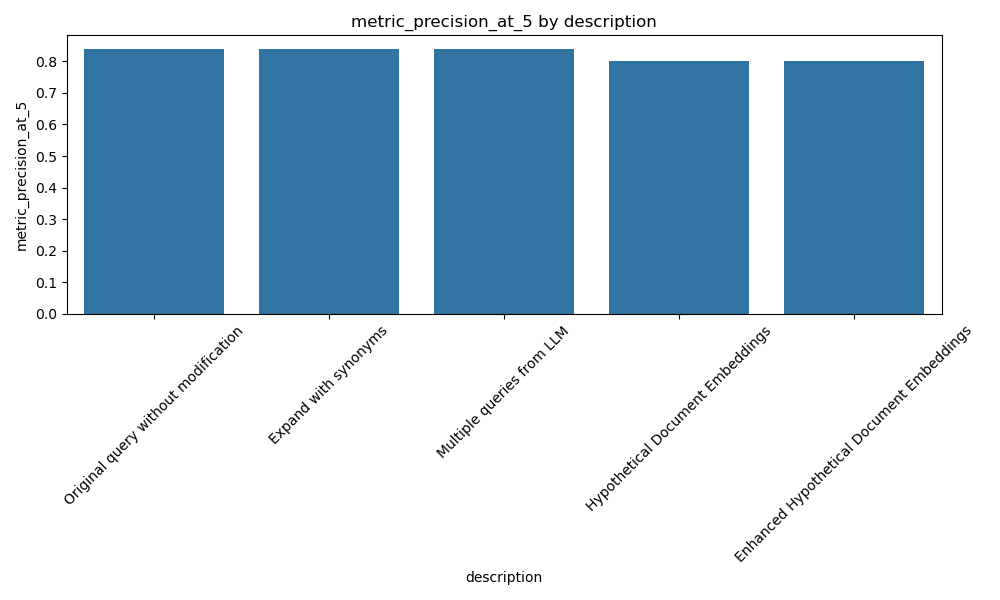 metric_precision_at_5 by description
metric_precision_at_5
0.8
0.7
0.6
0.5
0.4
0.3
0.2
0.1
0.0
Original query without modification
Expand with synonyms
Multiple queries from LLM
Hypothetical Document Embeddings
Enhanced Hypothetical Document Embeddings
description